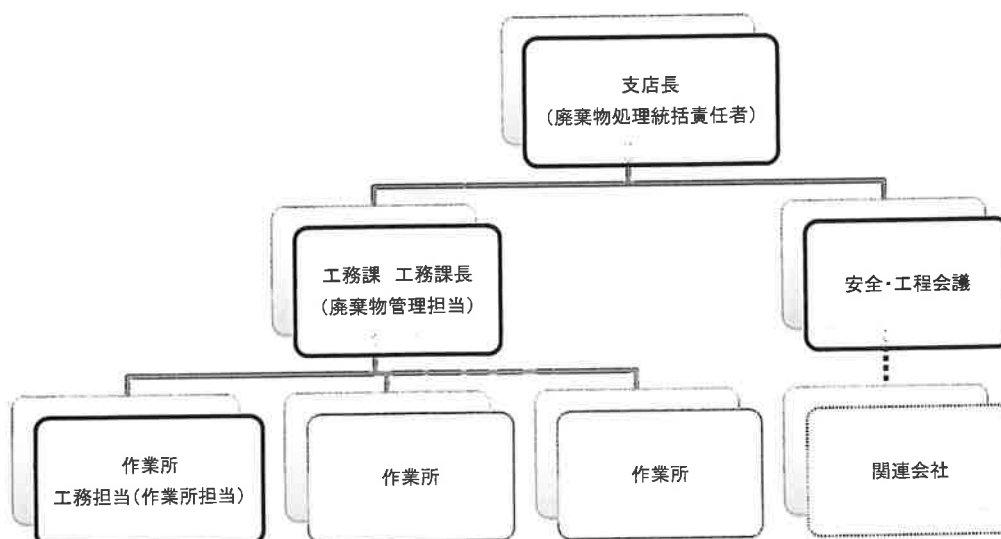 支店長
(廃棄物処理統括責任者)
工務課 工務課長
(廃棄物管理担当)
安全・工程会議
作業所
工務担当(作業所担当)
作業所
作業所
関連会社